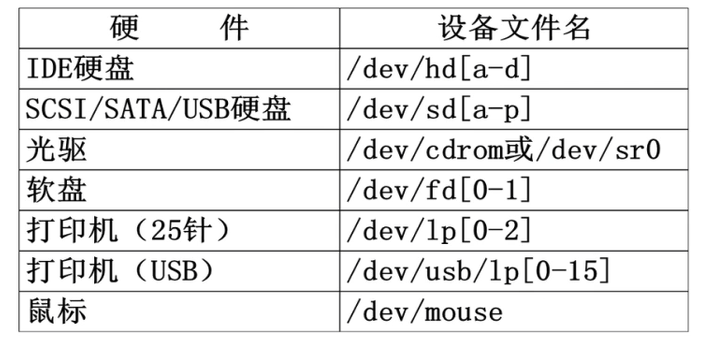 硬 件 设备文件名
IDE硬盘 /dev/hd[a-d]
SCSI/SATA/USB硬盘 /dev/sd[a-p]
光驱 /dev/cdrom或/dev/sr0
软盘 /dev/fd[0-1]
打印机（25针） /dev/lp[0-2]
打印机（USB） /dev/usb/lp[0-15]
鼠标 /dev/mouse